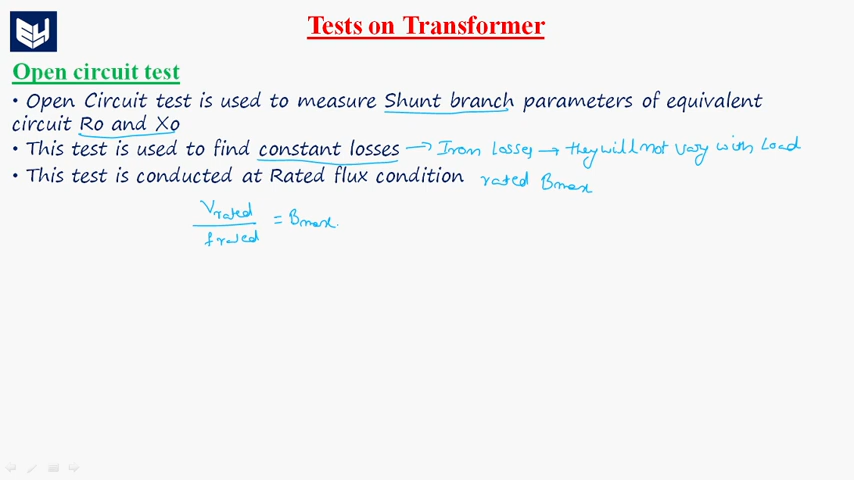 Tests on Transformer
Open circuit test
• Open Circuit test is used to measure Shunt branch parameters of equivalent
circuit Ro and Xo
• This test is used to find constant losses → Iron Losses → they will not vary with Load
• This test is conducted at Rated flux condition rated Bmax
Vrated
frated
= Bmax.